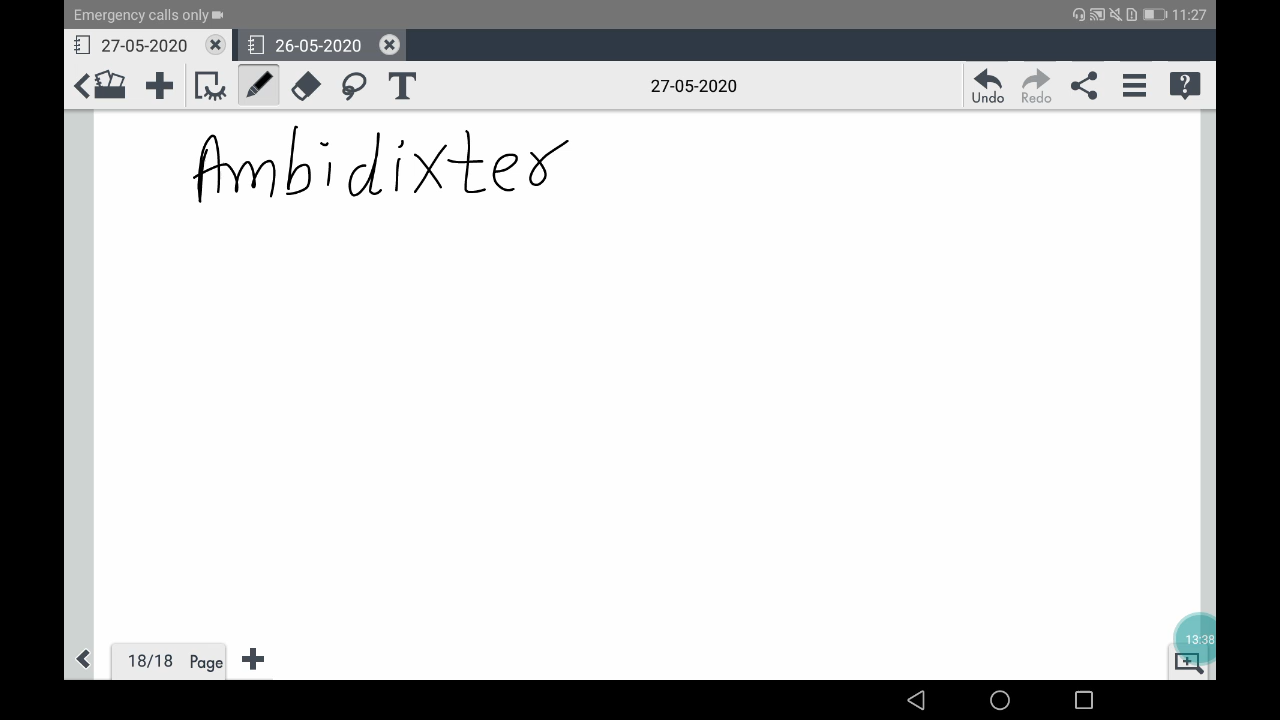 Emergency calls only 11:27
27-05-2020 26-05-2020
T 27-05-2020 Undo Redo ?
Ambidixter
13:38
18/18 Page